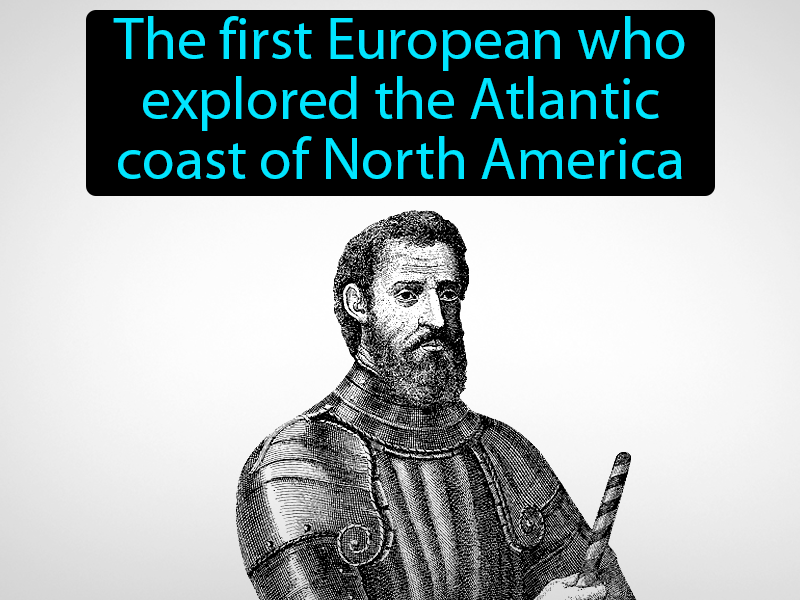 The first European who
explored the Atlantic
coast of North America